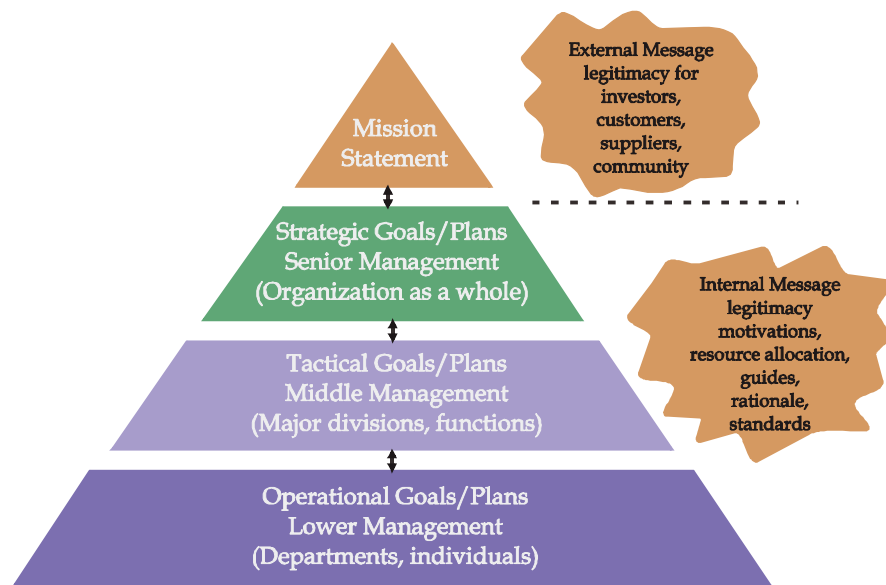 Mission
Statement
External Message
legitimacy for
investors,
customers,
suppliers,
community
Strategic Goals/Plans
Senior Management
(Organization as a whole)
Internal Message
legitimacy
motivations,
resource allocation,
guides,
rationale,
standards
Tactical Goals/Plans
Middle Management
(Major divisions, functions)
Operational Goals/Plans
Lower Management
(Departments, individuals)